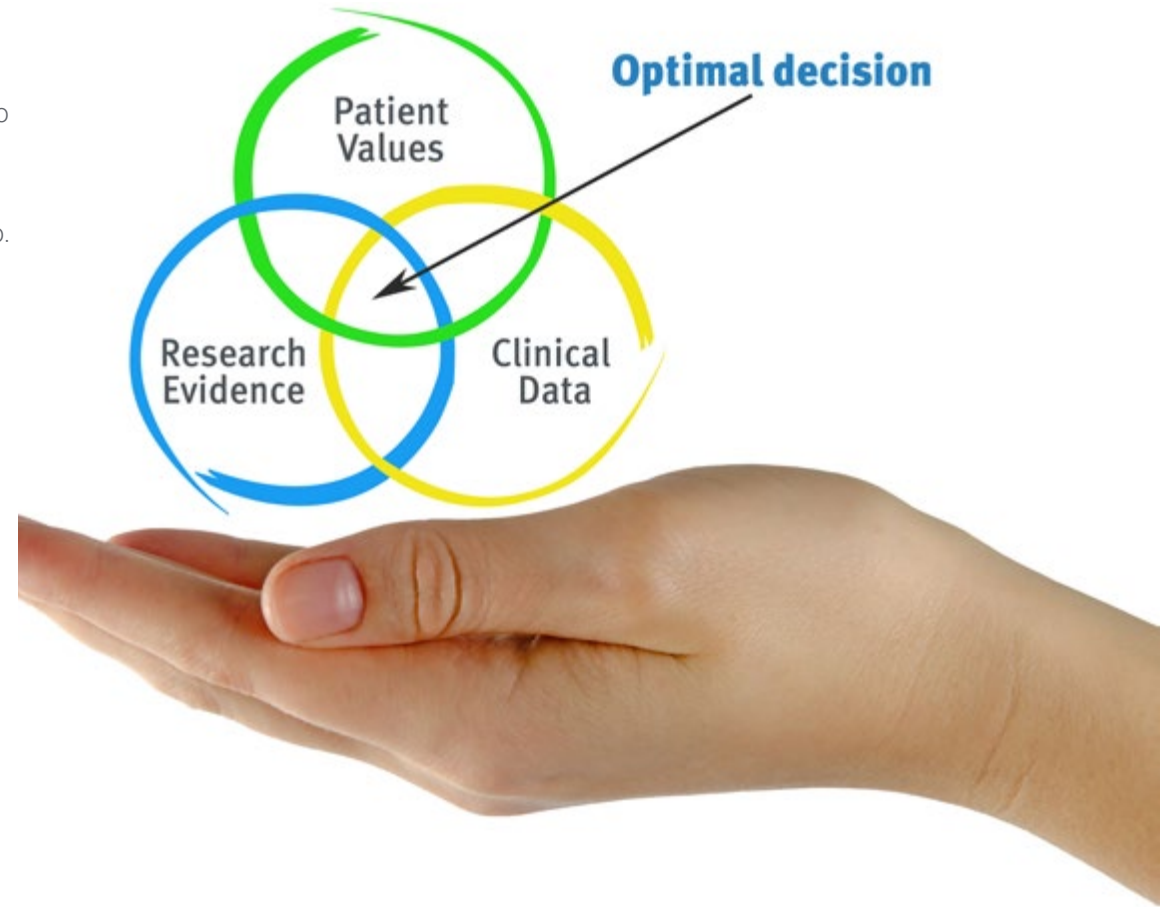 Optimal decision
Patient
Values
Research
Evidence
Clinical
Data